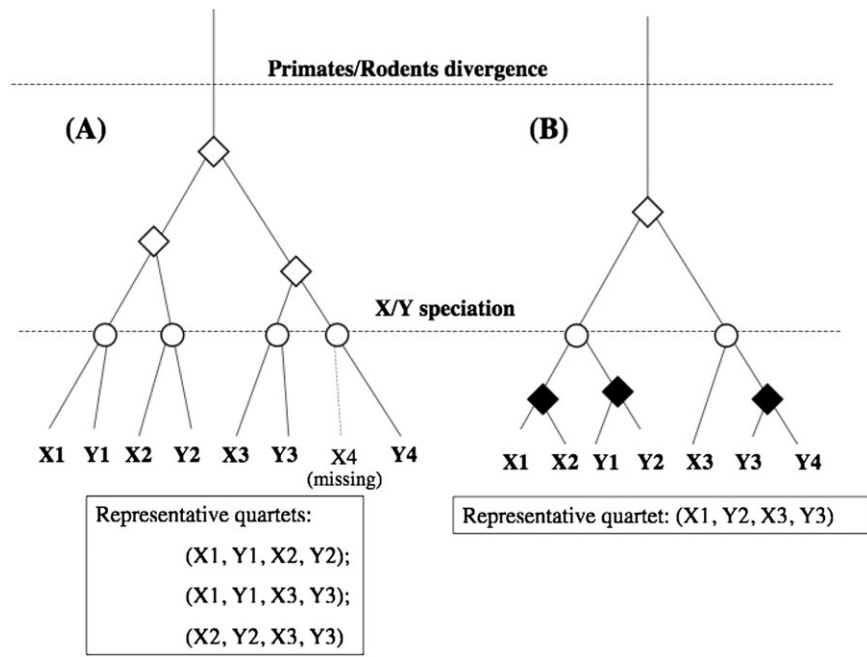 Primates/Rodents divergence
(A)
(B)
X/Y speciation
X1 Y1 X2 Y2 X3 Y3 X4 Y4
(missing)
X1 X2 Y1 Y2 X3 Y3 Y4
Representative quartets:
(X1, Y1, X2, Y2);
(X1, Y1, X3, Y3);
(X2, Y2, X3, Y3)
Representative quartet: (X1, Y2, X3, Y3)